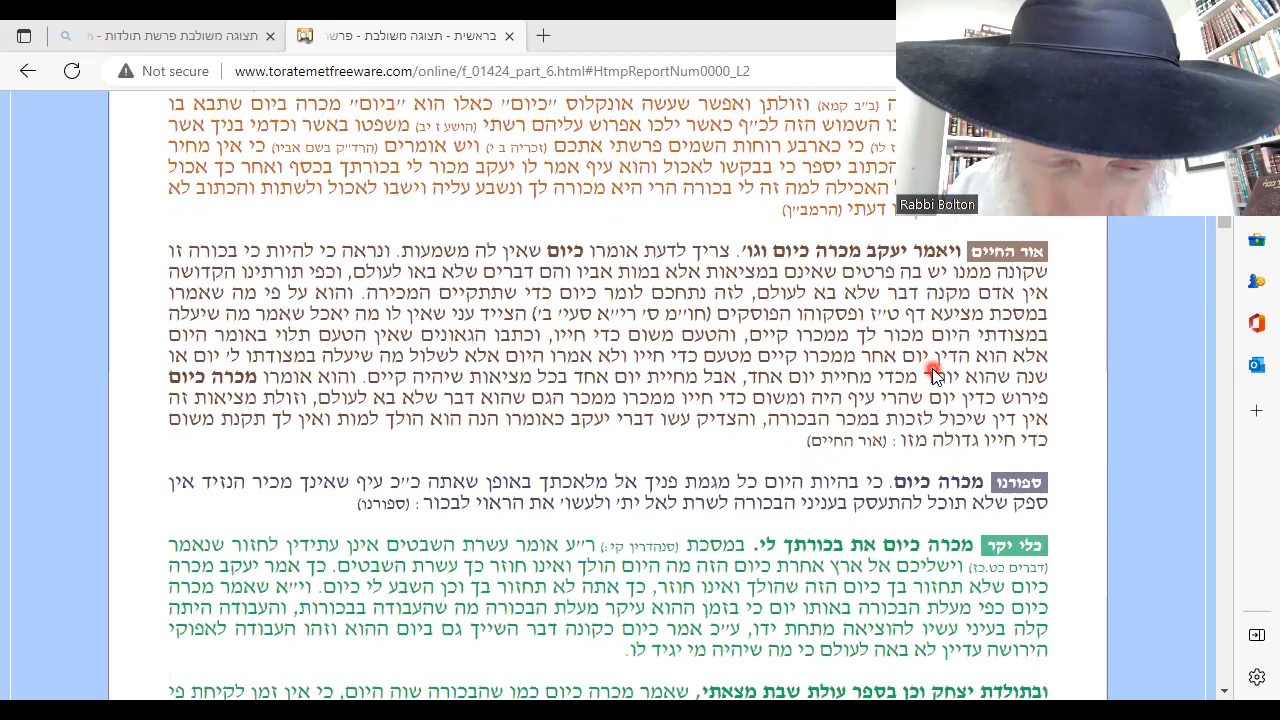 תצוגה משולבת פרשת תולדות - ח
בראשית - תצוגה משולבת - פרש
Not secure
www.toratemetfreeware.com/online/f_01424_part_6.html#HtmpReportNum0000_L2
Rabbi Bolton
ה (ב"ב קמא) וזולתן ואפשר שעשה אונקלוס "כיום" כאלו הוא "ביום" מכרה ביום שתבא בו
נו השמוש הזה לכ"ף כאשר ילכו אפרוש עליהם רשתי (הושע ז יב) משפטו באשר וכדמי בניך אשר
ז לו) כי כארבע רוחות השמים פרשתי אתכם (זכריה ב י) ויש אומרים (הרד"ק בשם אביו) כי אין מחיר
הכתוב יספר כי בבקשו לאכול והוא עיף אמר לו יעקב מכור לי בכורתך בכסף ואחר כך אכול
האכילה למה זה לי בכורה הרי היא מכורה לך ונשבע עליה וישבו לאכול ולשתות והכתוב לא
דעתי (הרמב"ן)
אור החיים ויאמר יעקב מכרה כיום וגו'. צריך לדעת אומרו כיום שאין לה משמעות. ונראה כי להיות כי בכורה זו
שקונה ממנו יש בה פרטים שאינם במציאות אלא במות אביו והם דברים שלא באו לעולם, וכפי תורתינו הקדושה
אין אדם מקנה דבר שלא בא לעולם, לזה נתחכם לומר כיום כדי שתתקיים המכירה. והוא על פי מה שאמרו
במסכת מציעא דף ט"ז ופסקוהו הפוסקים (חו"מ ס' רי"א סעי' ב') הצייד עני שאין לו מה יאכל שאמר מה שיעלה
במצודתי היום מכור לך ממכרו קיים, והטעם משום כדי חייו, וכתבו הגאונים שאין הטעם תלוי באומר היום
אלא הוא הדין יום אחר ממכרו קיים מטעם כדי חייו ולא אמרו היום אלא לשלול מה שיעלה במצודתו ל' יום או
שנה שהוא מכדי מחיית יום אחד, אבל מחיית יום אחד בכל מציאות שיהיה קיים. והוא אומרו מכרה כיום
פירוש כדין יום שהרי עיף היה ומשום כדי חייו ממכרו ממכר הגם שהוא דבר שלא בא לעולם, וזולת מציאות זה
אין דין שיכול לזכות במכר הבכורה, והצדיק עשו דברי יעקב כאומרו הנה הוא הולך למות ואין לך תקנת משום
כדי חייו גדולה מזו : (אור החיים)
ספורנו מכרה כיום. כי בהיות היום כל מגמת פניך אל מלאכתך באופן שאתה כ"כ עיף שאינך מכיר הנזיד אין
ספק שלא תוכל להתעסק בעניני הבכורה לשרת לאל ית' ולעשו' את הראוי לבכור : (ספורנו)
כלי יקר מכרה כיום את בכורתך לי. במסכת (סנהדרין קי:) ר"ע אומר עשרת השבטים אינן עתידין לחזור שנאמר
(דברים כט.כז) וישליכם אל ארץ אחרת כיום הזה מה היום הולך ואינו חוזר כך עשרת השבטים. כך אמר יעקב מכרה
כיום שלא תחזור בך כיום הזה שהולך ואינו חוזר, כך אתה לא תחזור בך וכן השבע לי כיום. וי"א שאמר מכרה
כיום כפי מעלת הבכורה באותו יום כי בזמן ההוא עיקר מעלת הבכורה מה שהעבודה בבכורות, והעבודה היתה
קלה בעיני עשיו להוציאה מתחת ידו, ע"כ אמר כיום כקונה דבר השייך גם ביום ההוא וזהו העבודה לאפוקי
הירושה עדיין לא באה לעולם כי מה שיהיה מי יגיד לו.
ובתולדת יצחק וכן בספר עולת שבת מצאתי, שאמר מכרה כיום כמו שהבכורה שוה היום, כי אין זמן לקיחת פי